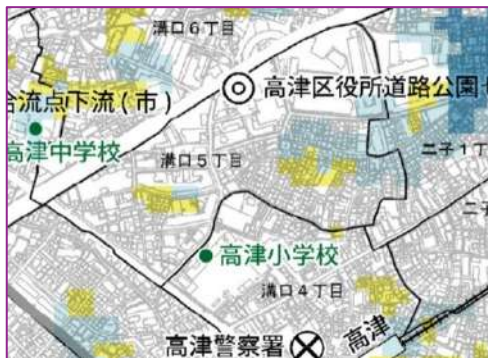 溝口6丁目
高津区役所道路公園
合流点下流(市)
高津中学校
溝口5丁目
二子1丁
二子
高津小学校
溝口4丁目
高津
高津警察署